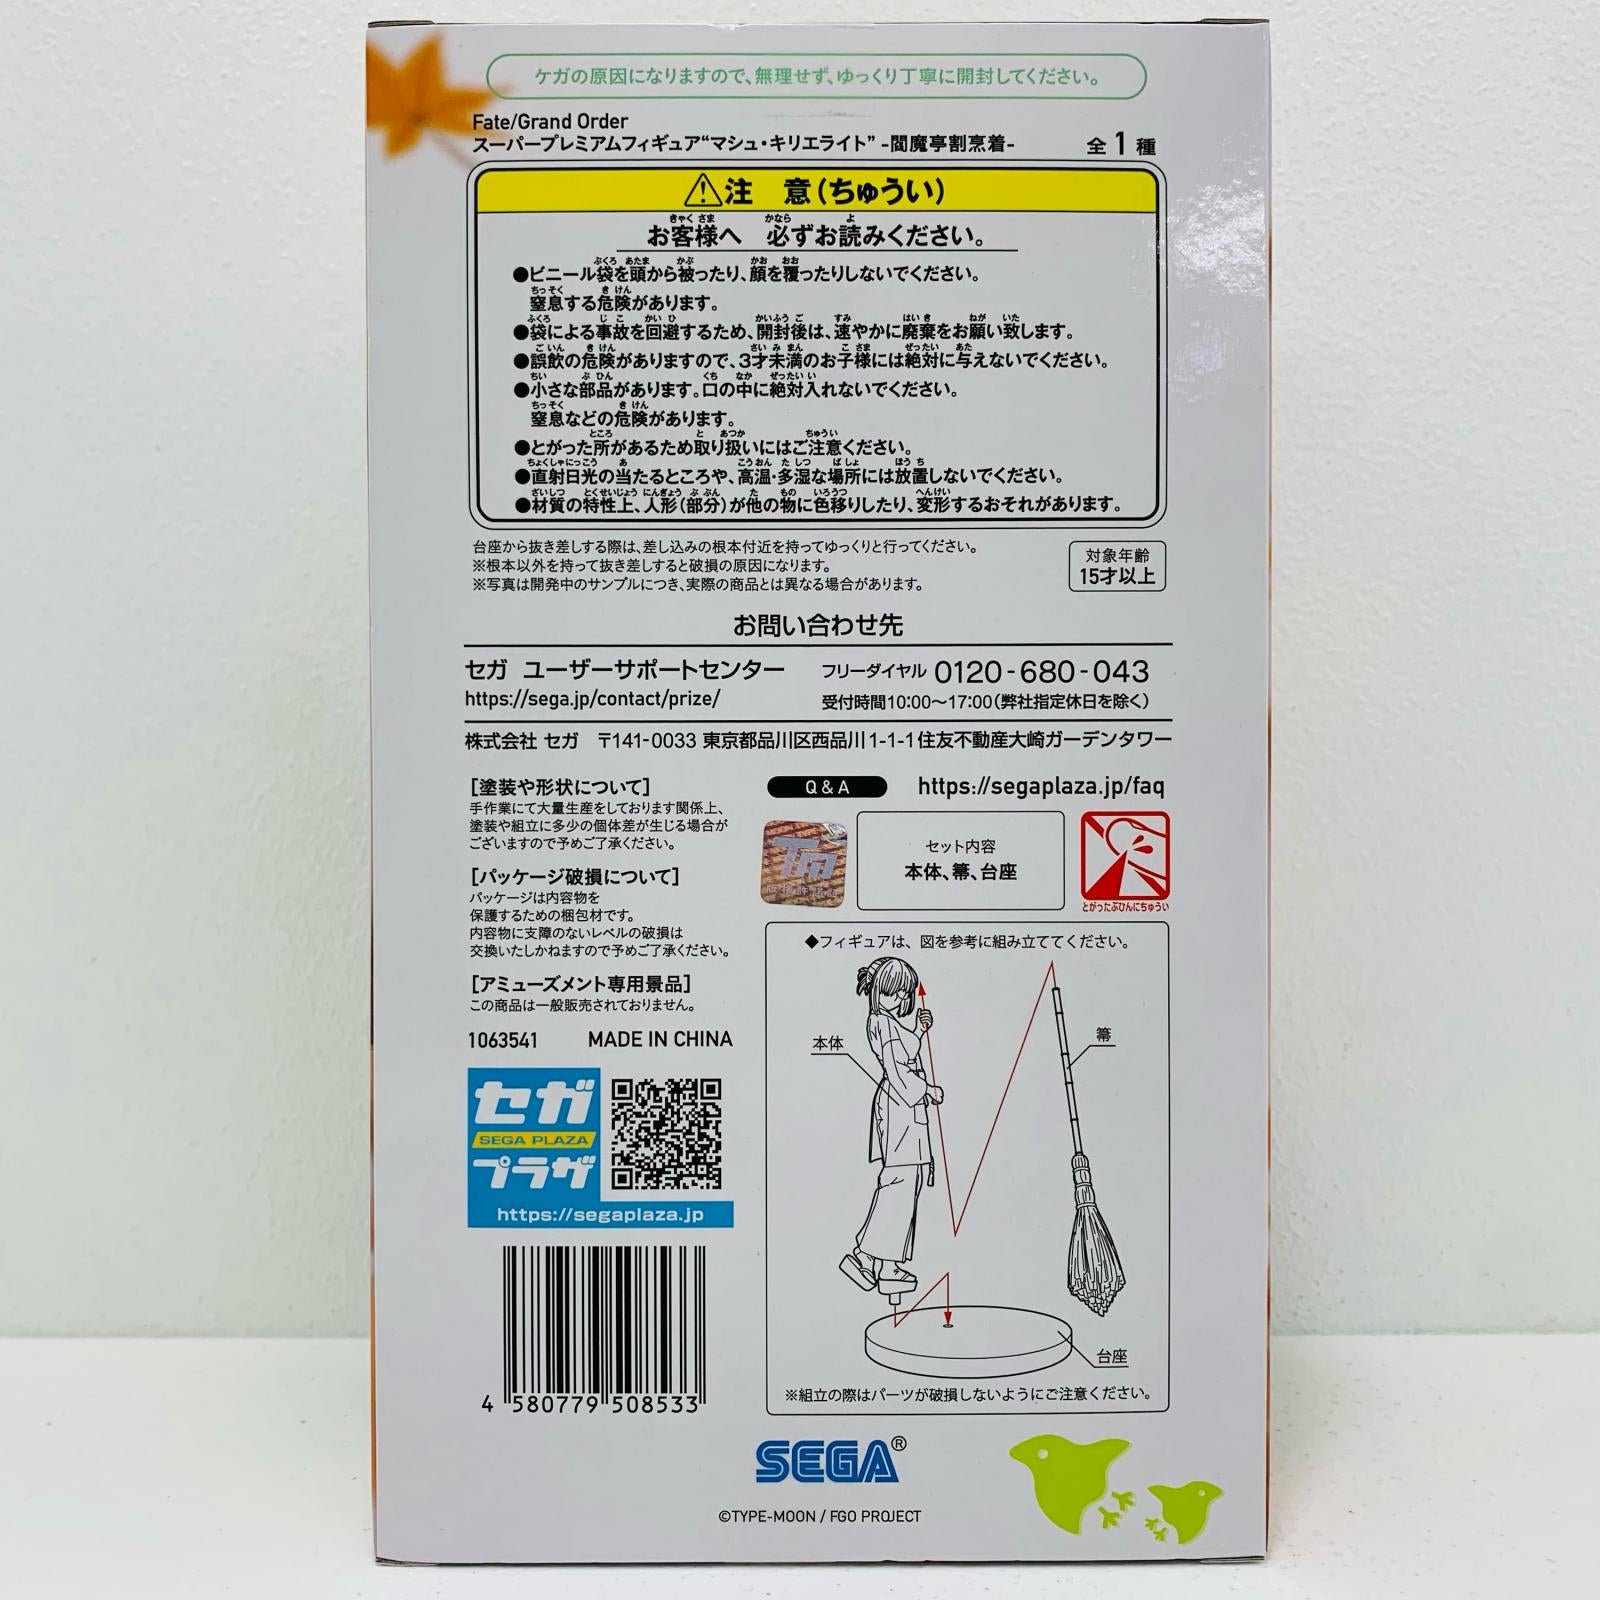 ケガの原因になりますので、無理せず、ゆっくり丁寧に開封してください。
Fate/Grand Order
スーパープレミアムフィギュア“マシュ・キリエライト” -閻魔亭割烹着- 全1種
注 意(ちゅうい)
お客様へ 必ずお読みください。
●ビニール袋を頭から被ったり、顔を覆ったりしないでください。
窒息する危険があります。
●袋による事故を回避するため、開封後は、速やかに廃棄をお願い致します。
●誤飲の危険がありますので、3才未満のお子様には絶対に与えないでください。
●小さな部品があります。口の中に絶対入れないでください。
窒息などの危険があります。
●とがった所があるため取り扱いにはご注意ください。
●直射日光の当たるところや、高温・多湿な場所には放置しないでください。
●材質の特性上、人形(部分)が他の物に色移りしたり、変形するおそれがあります。
台座から抜き差しする際は、差し込みの根本付近を持ってゆっくりと行ってください。
※根本以外を持って抜き差しすると破損の原因になります。
※写真は開発中のサンプルにつき、実際の商品とは異なる場合があります。
対象年齢
15才以上
お問い合わせ先
セガ ユーザーサポートセンター フリーダイヤル 0120-680-043
https://sega.jp/contact/prize/ 受付時間10:00～17:00(弊社指定休日を除く)
株式会社 セガ 〒141-0033 東京都品川区西品川1-1-1住友不動産大崎ガーデンタワー
[塗装や形状について]
手作業にて大量生産をしております関係上、
塗装や組立に多少の個体差が生じる場合が
ございますので予めご了承ください。
[パッケージ破損について]
パッケージは内容物を
保護するための梱包材です。
内容物に支障のないレベルの破損は
交換いたしかねますので予めご了承ください。
[アミューズメント専用景品]
この商品は一般販売されておりません。
1063541 MADE IN CHINA
セガ
SEGA PLAZA
プラザ
https://segaplaza.jp
4 580779 508533
Q & A https://segaplaza.jp/faq
TM
セット内容
本体、箒、台座
とがったぶひんにちゅうい
◆フィギュアは、図を参考に組み立ててください。
本体
箒
台座
※組立の際はパーツが破損しないようにご注意ください。
SEGA®
©TYPE-MOON / FGO PROJECT